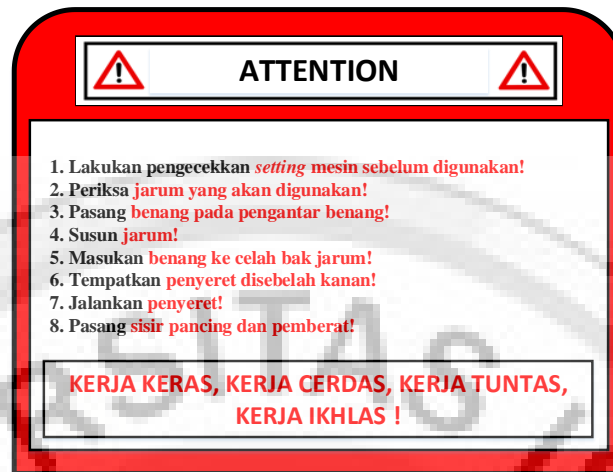 ATTENTION
1. Lakukan pengecekkan setting mesin sebelum digunakan!
2. Periksa jarum yang akan digunakan!
3. Pasang benang pada pengantar benang!
4. Susun jarum!
5. Masukan benang ke celah bak jarum!
6. Tempatkan penyeret disebelah kanan!
7. Jalankan penyeret!
8. Pasang sisir pancing dan pemberat!
KERJA KERAS, KERJA CERDAS, KERJA TUNTAS,
KERJA IKHLAS !
SITAS